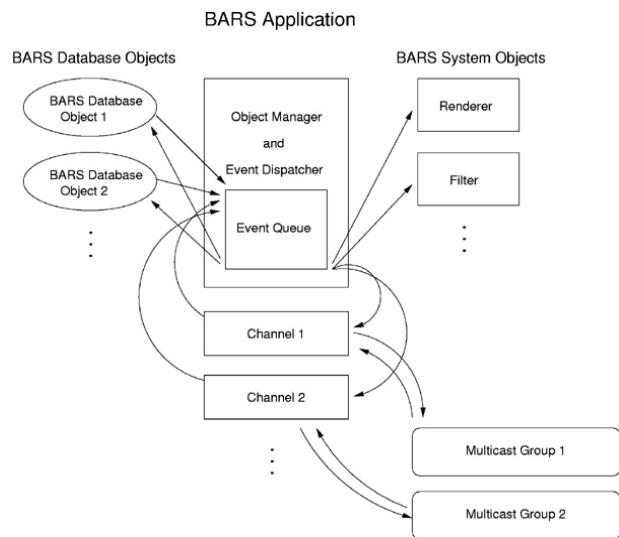 BARS Application
BARS Database Objects
BARS System Objects
BARS Database
Object 1
BARS Database
Object 2
Object Manager
and
Event Dispatcher
Event Queue
Renderer
Filter
Channel 1
Channel 2
Multicast Group 1
Multicast Group 2